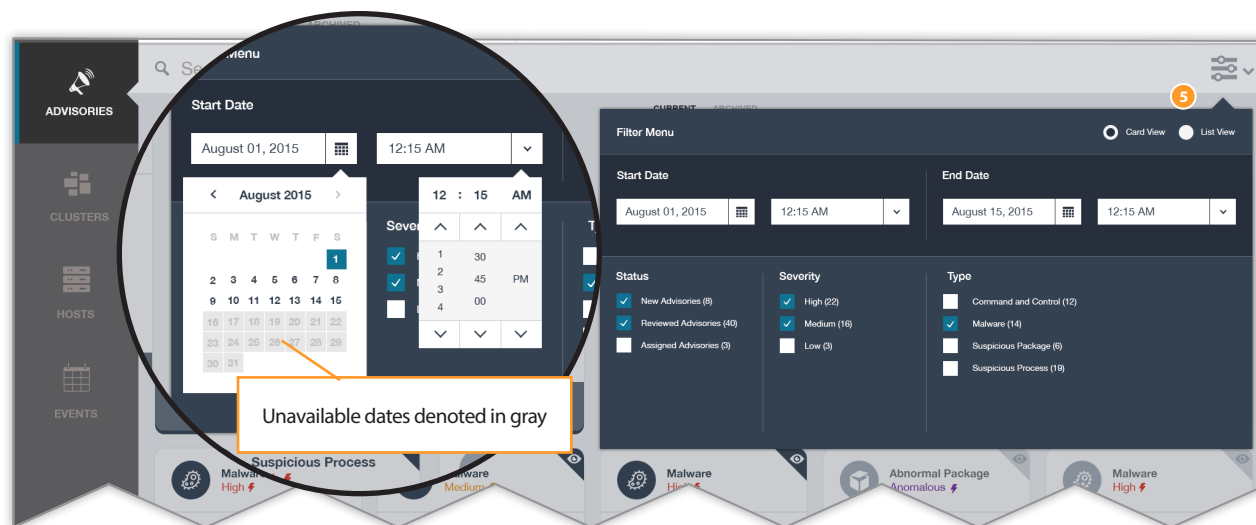 ARCHIVED
Menu
ADVISORIES
CLUSTERS
HOSTS
EVENTS
Start Date
August 01, 2015
12:15 AM
August 2015
S M T W T F S
1
2 3 4 5 6 7 8
9 10 11 12 13 14 15
16 17 18 19 20 21 22
23 24 25 26 27 28 29
30 31
12 : 15 AM
1 30
2
45 PM
3
4 00
Unavailable dates denoted in gray
CURRENT ARCHIVED
5
Filter Menu
Card View
List View
Start Date
End Date
August 01, 2015
12:15 AM
August 15, 2015
12:15 AM
Status
New Advisories (8)
Reviewed Advisories (40)
Assigned Advisories (3)
Severity
High (22)
Medium (16)
Low (3)
Type
Command and Control (12)
Malware (14)
Suspicious Package (6)
Suspicious Process (19)
Suspicious Process
High
Medium
Malware
High
Abnormal Package
Anomalous
Malware
High